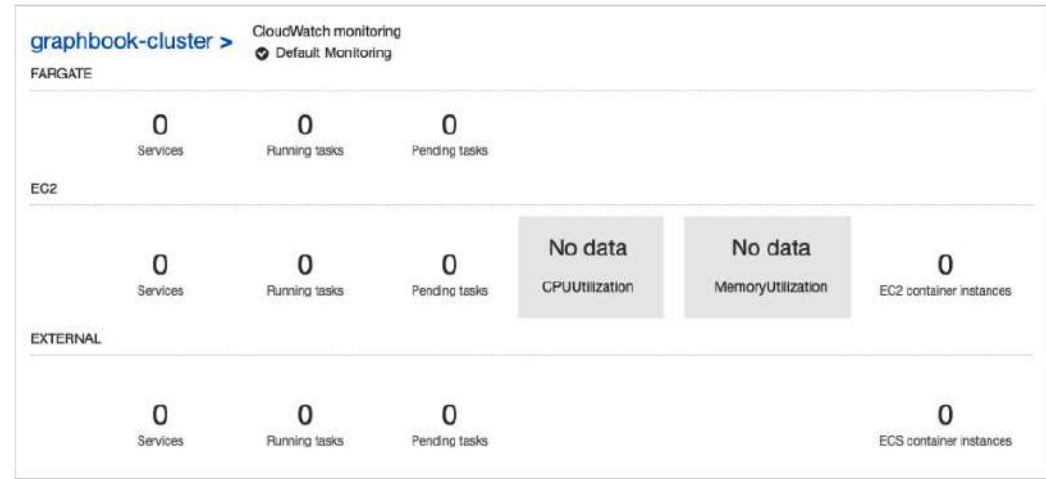 graphbook-cluster >
CloudWatch monitoring
Default Monitoring
FARGATE
0 0 0
Services Running tasks Pending tasks
EC2
No data No data
0 0 0 0
Services Running tasks Pending tasks CPUUtilization MemoryUtilization EC2 container instances
EXTERNAL
0 0 0 0
Services Running tasks Pending tasks ECS container instances